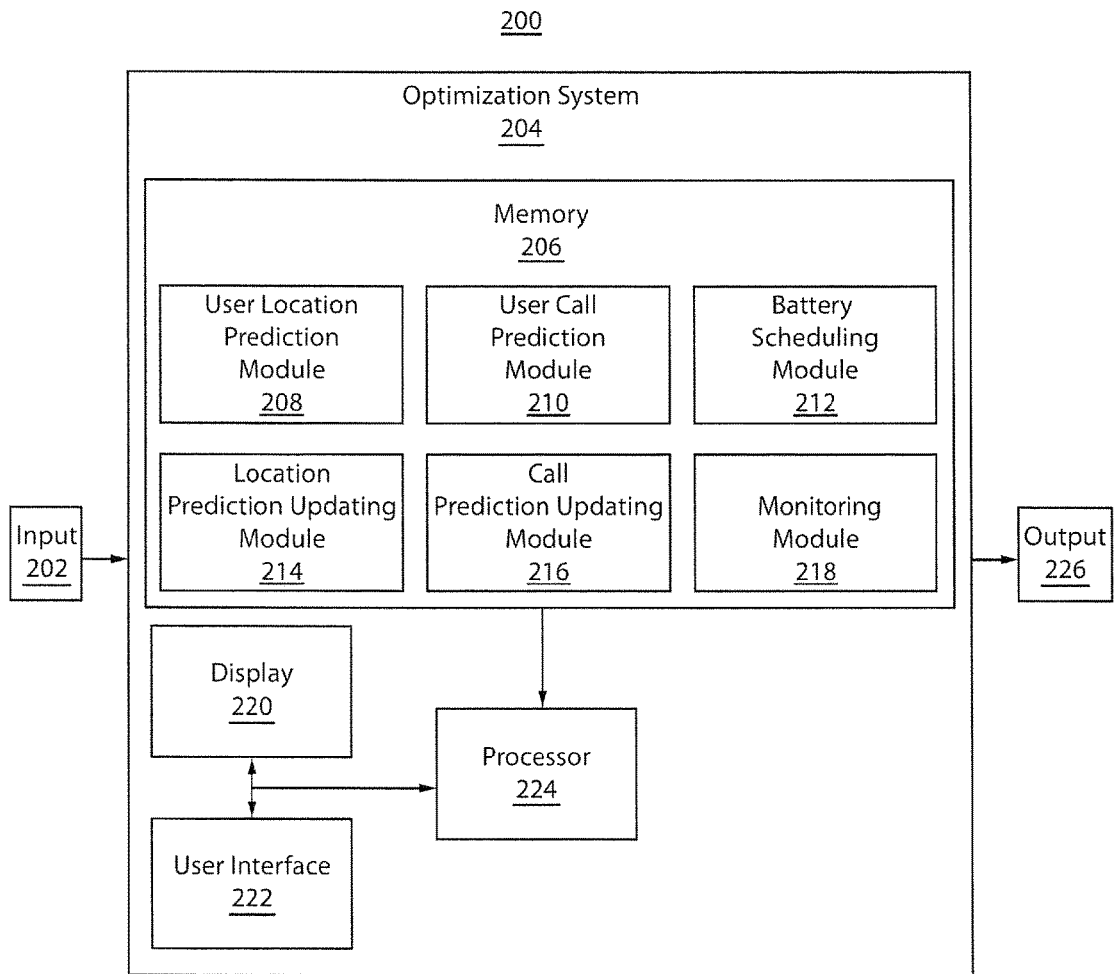 200
Optimization System
204
Memory
206
User Location
Prediction
Module
208
User Call
Prediction
Module
210
Battery
Scheduling
Module
212
Location
Prediction Updating
Module
214
Call
Prediction Updating
Module
216
Monitoring
Module
218
Input
202
Output
226
Display
220
Processor
224
User Interface
222